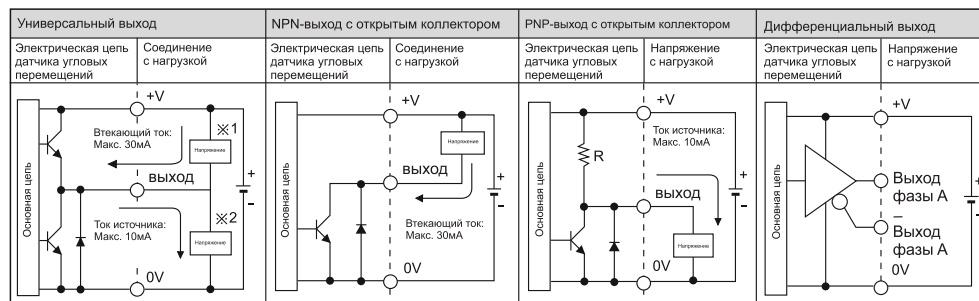 Универсальный выход
NPN-выход с открытым коллектором
PNP-выход с открытым коллектором
Дифференциальный выход
Электрическая цепь
датчика угловых
перемещений
Соединение
с нагрузкой
Электрическая цепь
датчика угловых
перемещений
Соединение
с нагрузкой
Электрическая цепь
датчика угловых
перемещений
Напряжение
с нагрузкой
Электрическая цепь
датчика угловых
перемещений
Напряжение
с нагрузкой
Основная цепь
+V
Втекающий ток:
Макс. 30мА
※1
Напряжение
выход
+
-
Ток источника:
Макс. 10мА
※2
Напряжение
0V
Основная цепь
+V
Напряжение
выход
+
-
Втекающий ток:
Макс. 30мА
0V
Основная цепь
+V
Ток источника:
Макс. 10мА
R
выход
+
-
Напряжение
0V
Основная цепь
+V
Выход
фазы А
+
-
Выход
фазы А
0V